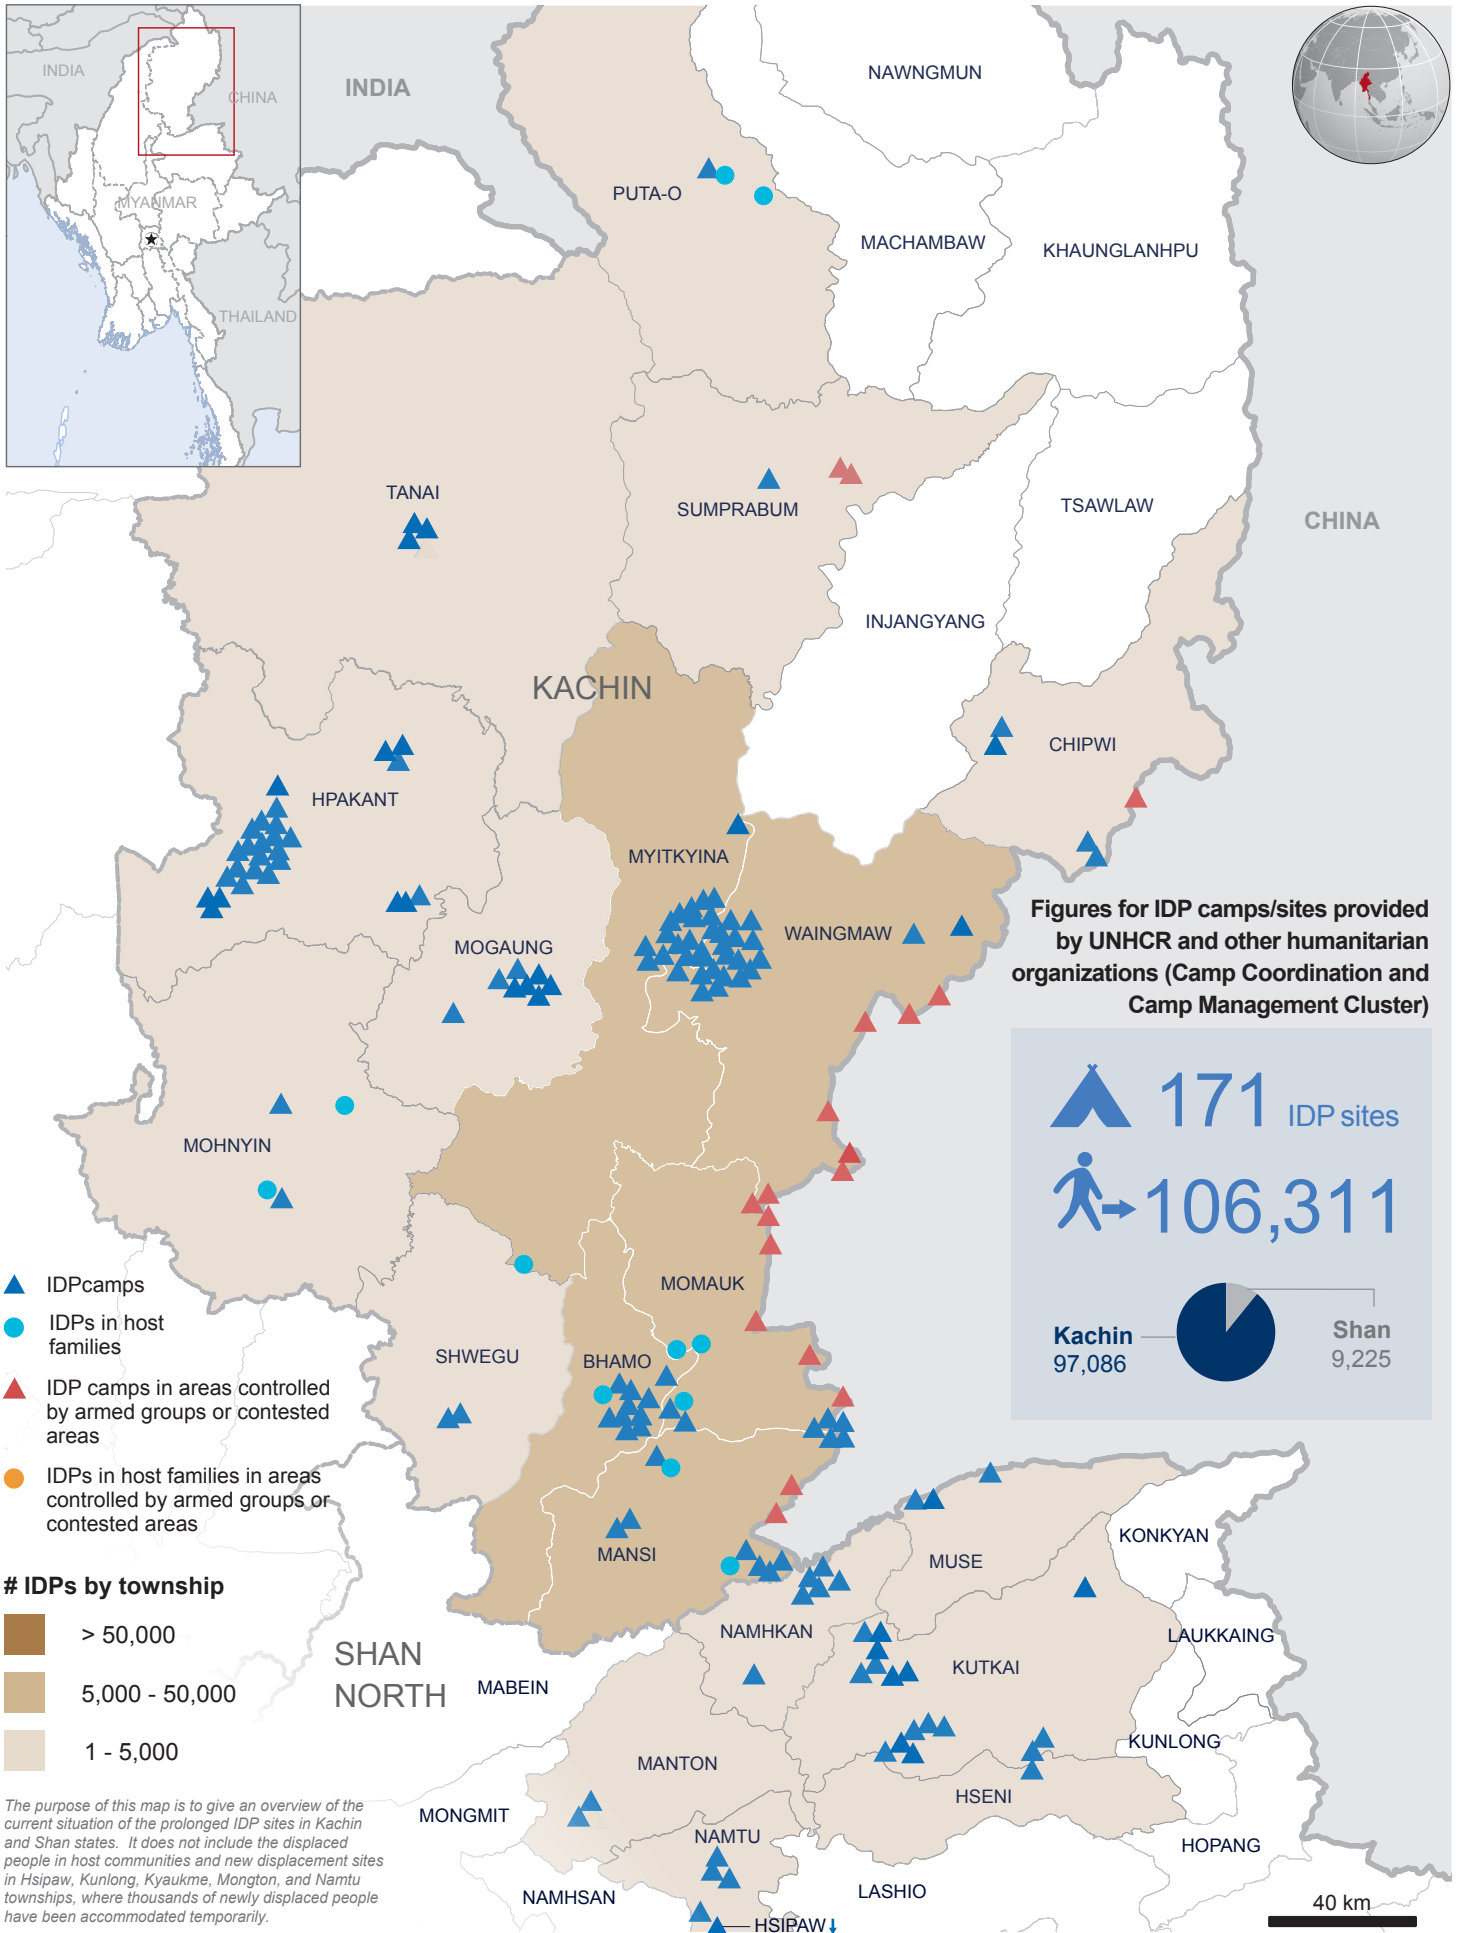 INDIA
CHINA
MYANMAR
THAILAND
INDIA
NAWNGMUN
PUTA-O
MACHAMBAW
KHAUNGLANHPU
TANAI
SUMPRABUM
TSAWLAW
CHINA
INJANGYANG
KACHIN
CHIPWI
HPAKANT
MYITKYINA
WAINGMAW
MOGAUNG
Figures for IDP camps/sites provided
by UNHCR and other humanitarian
organizations (Camp Coordination and
Camp Management Cluster)
171 IDP sites
106,311
Kachin
97,086
Shan
9,225
MOHNYIN
MOMAUK
SHWEGU
BHAMO
MANSI
IDPcamps
IDPs in host
families
IDP camps in areas controlled
by armed groups or contested
areas
IDPs in host families in areas
controlled by armed groups or
contested areas
# IDPs by township
> 50,000
5,000 - 50,000
1 - 5,000
The purpose of this map is to give an overview of the
current situation of the prolonged IDP sites in Kachin
and Shan states.  It does not include the displaced
people in host communities and new displacement sites
in Hsipaw, Kunlong, Kyaukme, Mongton, and Namtu
townships, where thousands of newly displaced people
have been accommodated temporarily.
SHAN
NORTH
MABEIN
MUSE
KONKYAN
NAMHKAN
KUTKAI
LAUKKAING
MANTON
KUNLONG
HSENI
MONGMIT
NAMTU
HOPANG
NAMHSAN
LASHIO
HSIPAW
40 km